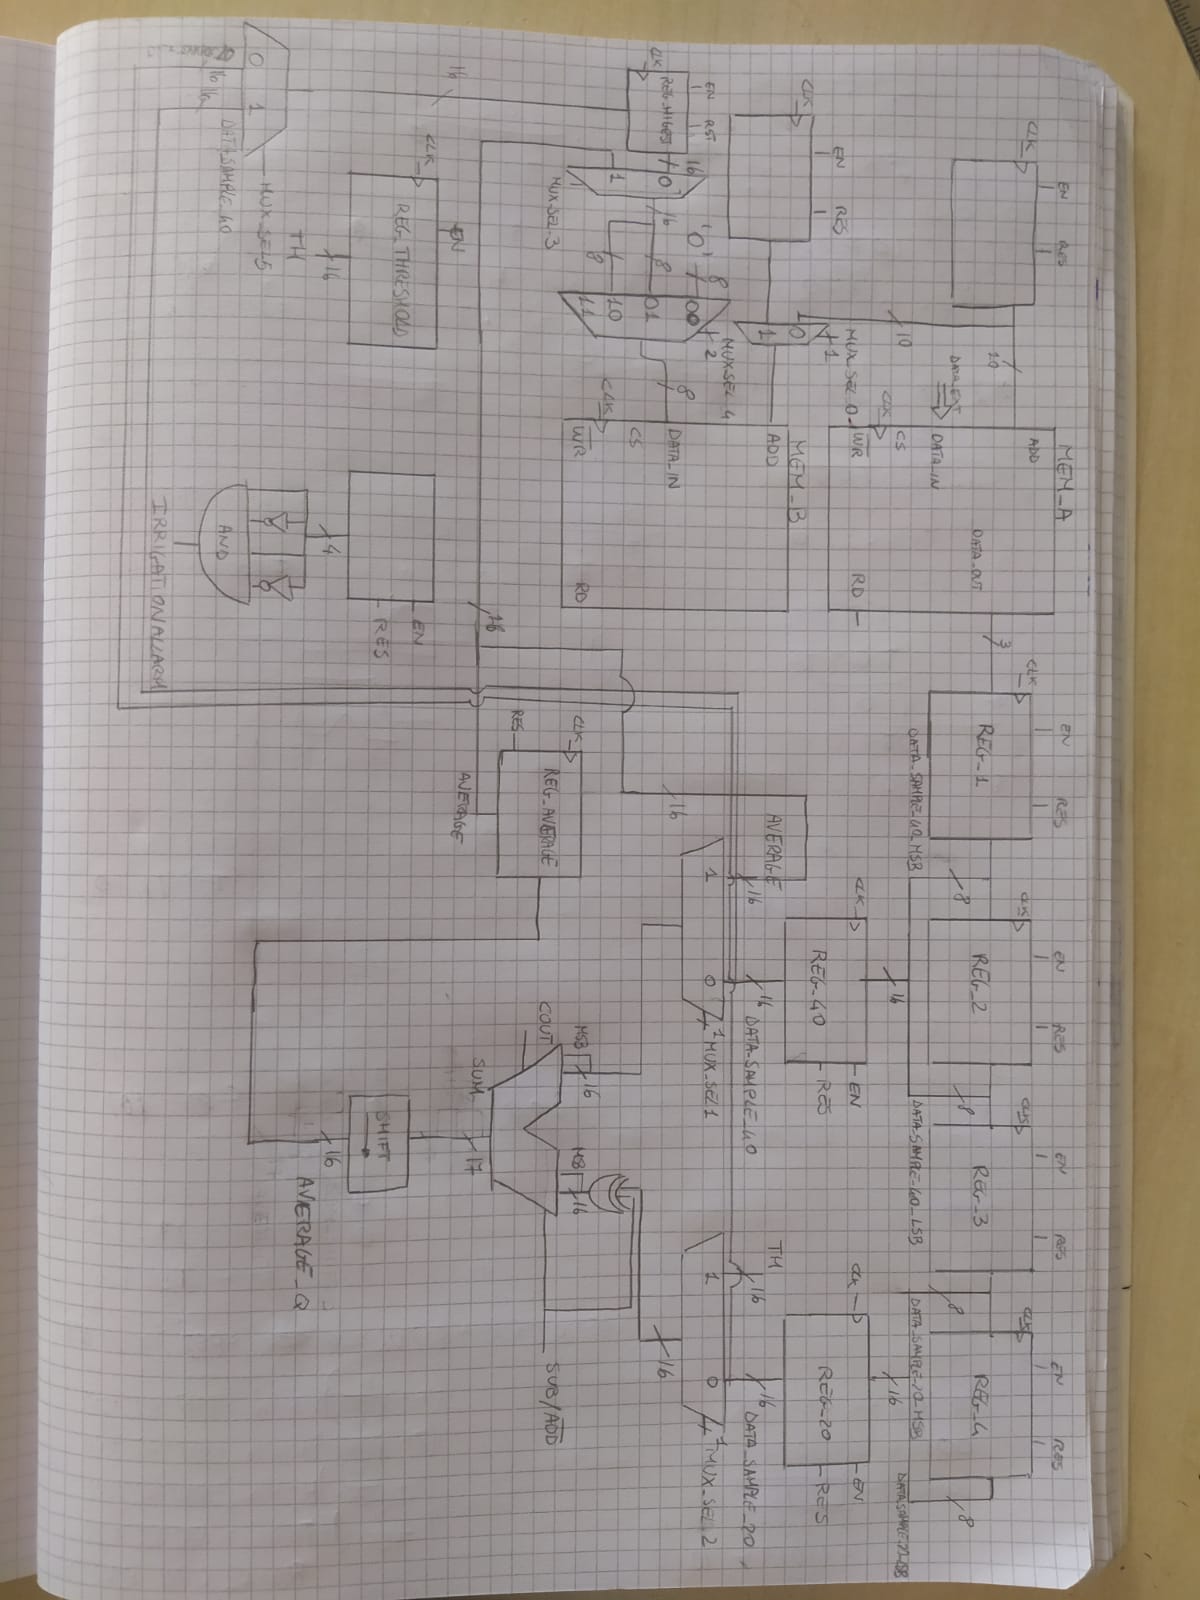 EN RES
CLK
10
10
MEM_A
ADD
DATA_OUT
DATA_EXT
DATA_IN
CS
CLK
WR
RD
3
EN RES
CLK
REG_1
8
DATA_SAMPLE_40_MSB
EN RES
CLK
REG_2
8
DATA_SAMPLE_40_LSB
EN RES
CLK
REG_3
8
DATA_SAMPLE_20_MSB
EN RES
CLK
REG_4
8
DATA_SAMPLE_20_LSB
16
CLK
REG_40
EN
RES
16
CLK
REG_20
EN
RES
EN RES
CLK
MUX_SEL_0
1
0
1
MEM_B
ADD
DATA_IN
CS
CLK
WR
RD
EN RST
REG_HIGEST
CLK
16
0
1
MUX_SEL_3
16
8
8
'0'
8
MUX_SEL_4
2
00
01
10
11
8
AVERAGE
16
16
DATA_SAMPLE_40
1 0
1
MUX_SEL1
TH
16
16
DATA_SAMPLE_20
1 0
1
MUX_SEL_2
16
16
MSB
16
MSB
16
COUT
SUB/ADD
SUM
17
SHIFT
16
AVERAGE_Q
CLK
REG_AVERAGE
RES
AVERAGE
16
16
EN
CLK
REG_THRESHOLD
16
TH
EN
RES
4
AND
IRRIGATIONALLARM
0 1
MUX_SEL5
DATA_SAMPLE_40
16
16